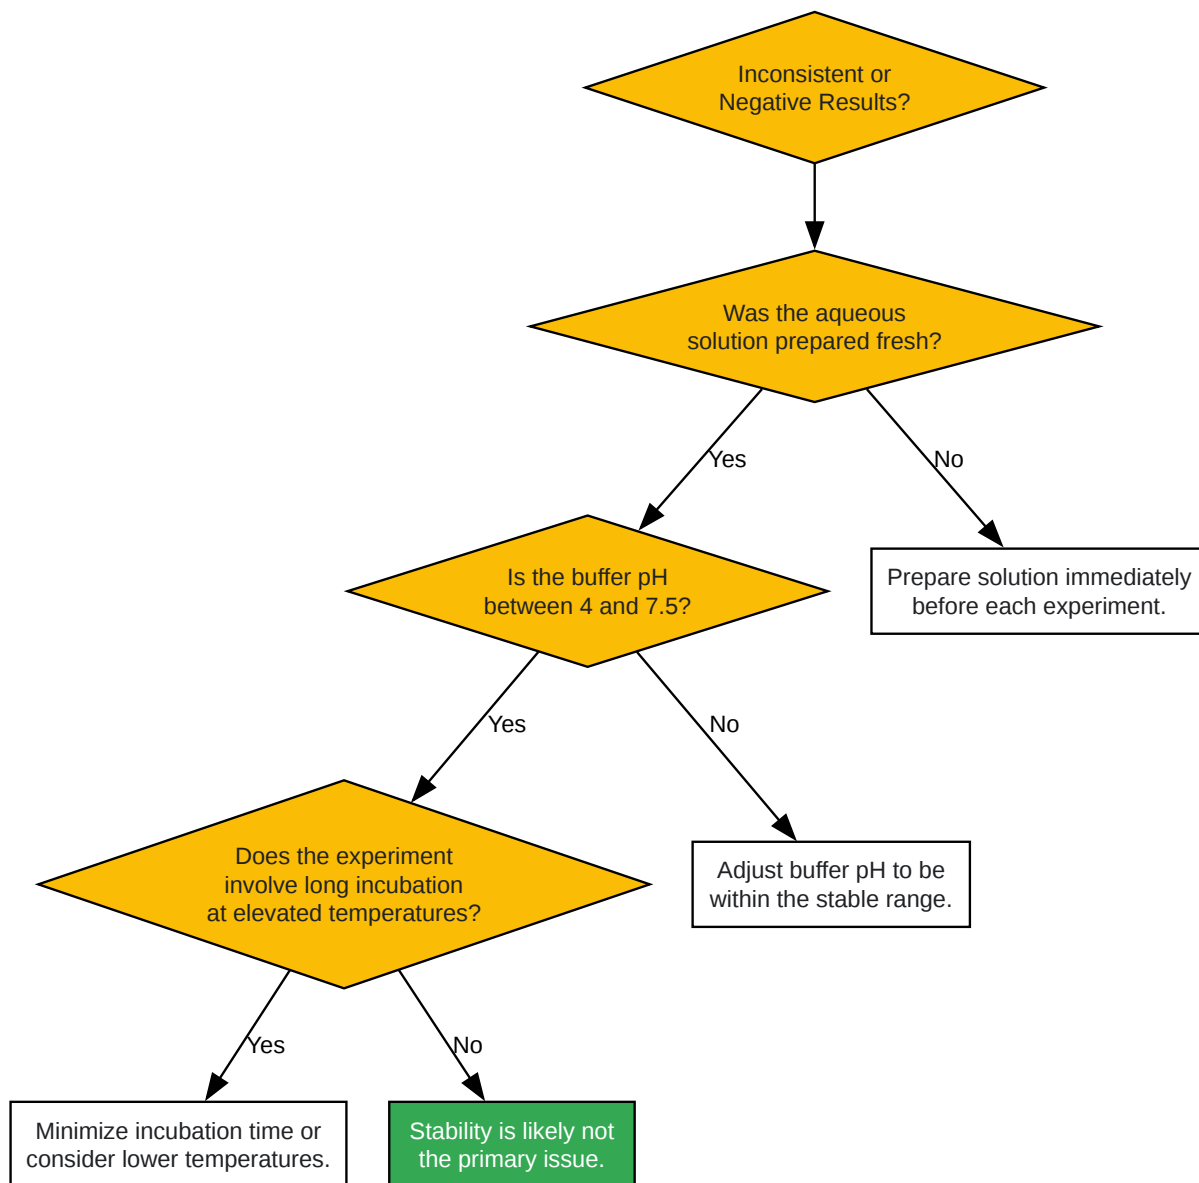 Inconsistent or
Negative Results?
Was the aqueous
solution prepared fresh?
Yes
No
Is the buffer pH
between 4 and 7.5?
Prepare solution immediately
before each experiment.
Yes
No
Does the experiment
involve long incubation
at elevated temperatures?
Adjust buffer pH to be
within the stable range.
Yes
No
Minimize incubation time or
consider lower temperatures.
Stability is likely not
the primary issue.